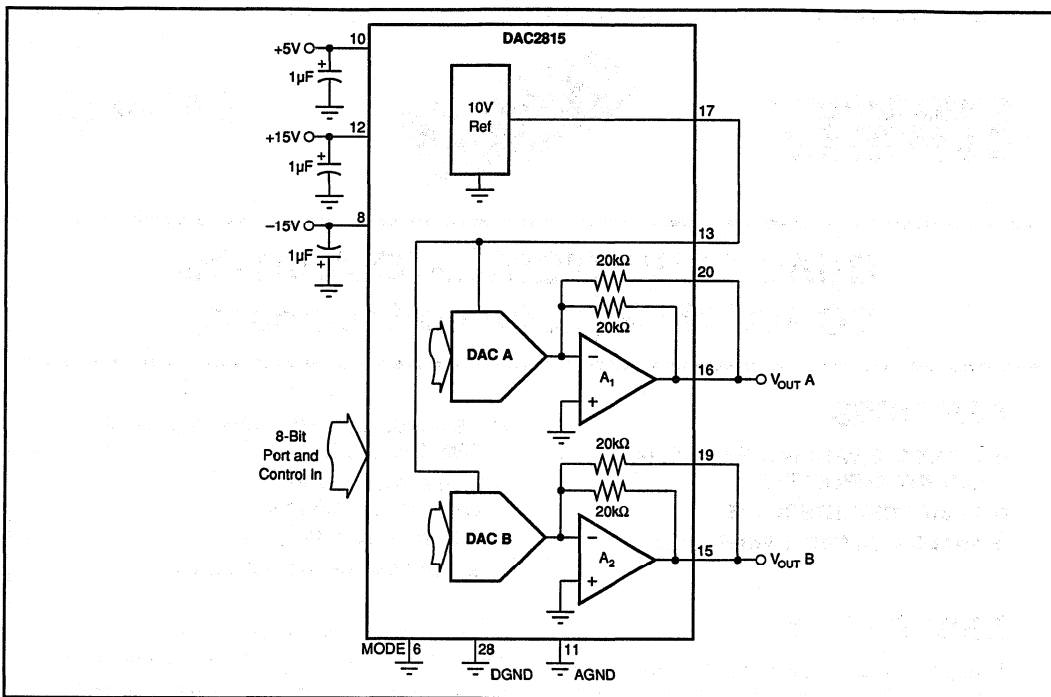 DAC2815
+5V
10
+
1µF
10V
Ref
17
+15V
12
+
1µF
−15V
8
1µF
+
13
20kΩ
20
20kΩ
DAC A
−
A1
+
16
VOUT A
8-Bit
Port and
Control In
20kΩ
19
20kΩ
DAC B
−
A2
+
15
VOUT B
MODE 6
28
DGND
11
AGND